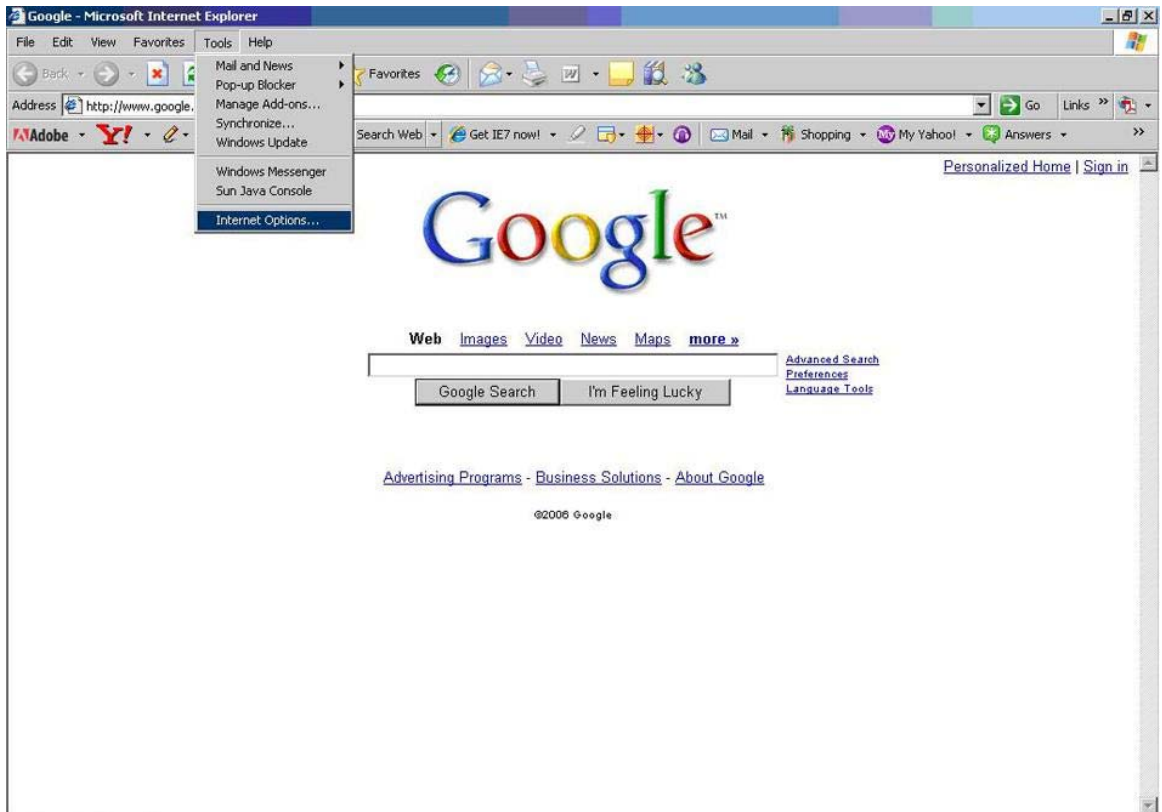 Google - Microsoft Internet Explorer
File Edit View Favorites Tools Help
Back Favorites
Mail and News
Pop-up Blocker
Manage Add-ons...
Synchronize...
Windows Update
Windows Messenger
Sun Java Console
Internet Options...
Address http://www.google. Go Links »
Adobe Y! Search Web Get IE7 now! Mail Shopping My My Yahoo! Answers »
Personalized Home | Sign in
Google™
Web Images Video News Maps more »
Advanced Search
Preferences
Language Tools
Google Search I'm Feeling Lucky
Advertising Programs - Business Solutions - About Google
©2006 Google